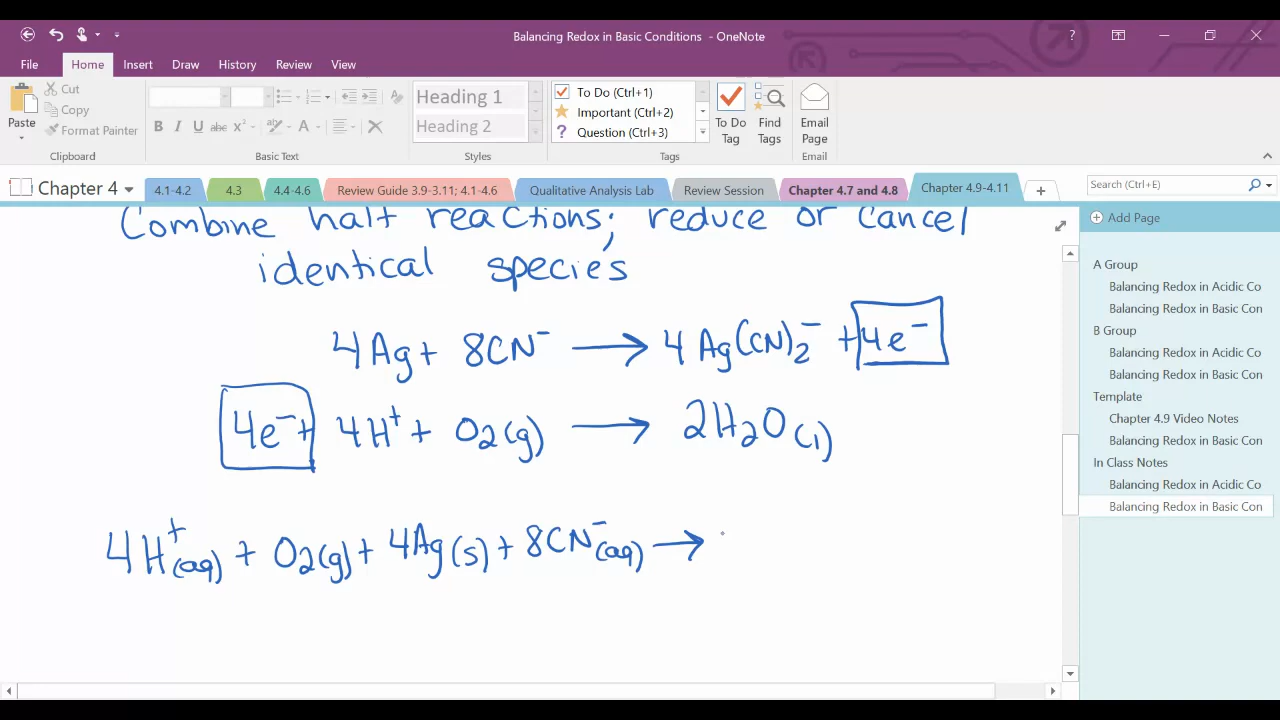 Balancing Redox in Basic Conditions - OneNote
?
File Home Insert Draw History Review View
Paste
Cut
Copy
Format Painter
Clipboard
B I U abc x²
Basic Text
Heading 1
Heading 2
Styles
To Do (Ctrl+1)
Important (Ctrl+2)
? Question (Ctrl+3)
To Do Tag
Find Tags
Tags
Email Page
Email
Chapter 4
4.1-4.2 4.3 4.4-4.6 Review Guide 3.9-3.11; 4.1-4.6 Qualitative Analysis Lab Review Session Chapter 4.7 and 4.8 Chapter 4.9-4.11 +
Search (Ctrl+E)
Combine half reactions; reduce or cancel
identical species
4Ag + 8CN⁻ → 4Ag(CN)₂⁻ + 4e⁻
4e⁻ + 4H⁺ + O₂(g) → 2H₂O(l)
4H⁺(aq) + O₂(g) + 4Ag(s) + 8CN⁻(aq) →
Add Page
A Group
Balancing Redox in Acidic Co
Balancing Redox in Basic Con
B Group
Balancing Redox in Basic Con
Template
Chapter 4.9 Video Notes
Balancing Redox in Basic Con
In Class Notes
Balancing Redox in Acidic Co
Balancing Redox in Basic Con